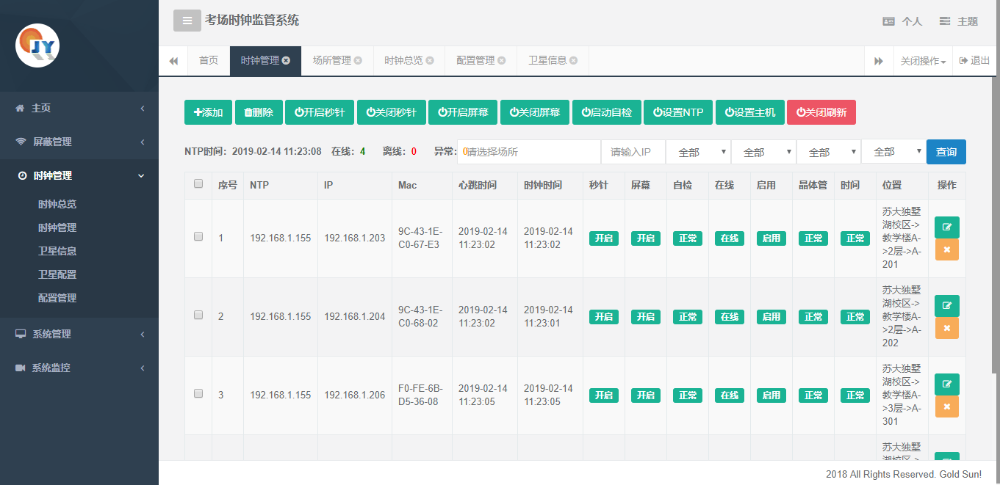 JY
考场时钟监管系统
个人
主题
首页
时钟管理
场所管理
时钟总览
配置管理
卫星信息
关闭操作
退出
主页
屏蔽管理
时钟管理
时钟总览
时钟管理
卫星信息
卫星配置
配置管理
系统管理
系统监控
添加
删除
开启秒针
关闭秒针
开启屏幕
关闭屏幕
启动自检
设置NTP
设置主机
关闭刷新
NTP时间：2019-02-14 11:23:08 在线：4 离线：0 异常：0
请选择场所
请输入IP
全部
全部
全部
全部
查询
序号 NTP IP Mac 心跳时间 时钟时间 秒针 屏幕 自检 在线 启用 晶体管 时间 位置 操作
1 192.168.1.155 192.168.1.203
9C-43-1E-
C0-67-E3
2019-02-14
11:23:02
2019-02-14
11:23:02
开启 开启 正常 在线 启用 正常 正常
苏大独墅
湖校区->
教学楼A-
>2层->A-
201
2 192.168.1.155 192.168.1.204
9C-43-1E-
C0-68-02
2019-02-14
11:23:02
2019-02-14
11:23:01
开启 开启 正常 在线 启用 正常 正常
苏大独墅
湖校区->
教学楼A-
>2层->A-
202
3 192.168.1.155 192.168.1.206
F0-FE-6B-
D5-36-08
2019-02-14
11:23:05
2019-02-14
11:23:05
开启 开启 正常 在线 启用 正常 正常
苏大独墅
湖校区->
教学楼A-
>3层->A-
301
苏大独墅
湖校区->
2018 All Rights Reserved. Gold Sun!